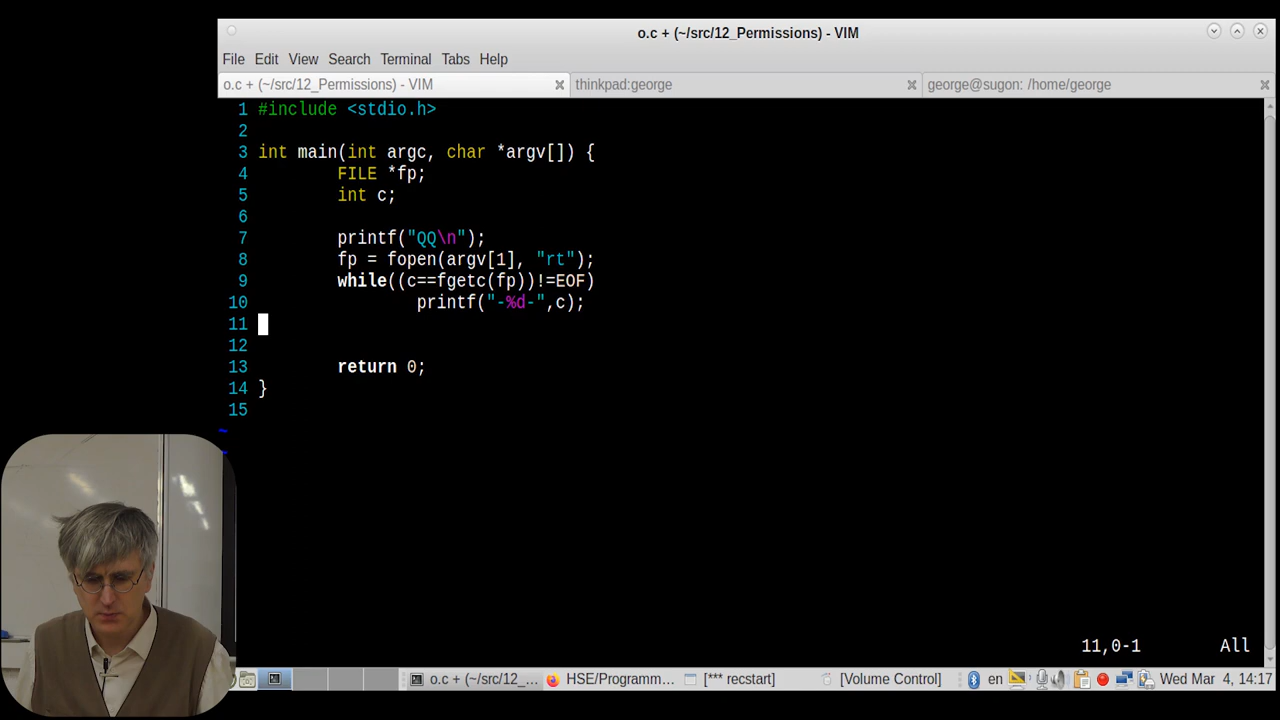 o.c + (~/src/12_Permissions) - VIM
File Edit View Search Terminal Tabs Help
o.c + (~/src/12_Permissions) - VIM thinkpad:george george@sugon: /home/george
1 #include <stdio.h>
2
3 int main(int argc, char *argv[]) {
4 FILE *fp;
5 int c;
6
7 printf("QQ\n");
8 fp = fopen(argv[1], "rt");
9 while((c==fgetc(fp))!=EOF)
10 printf("-%d-",c);
11
12
13 return 0;
14 }
15
~
~
11,0-1 All
o.c + (~/src/12_... HSE/Programm... [*** recstart] [Volume Control] en Wed Mar 4, 14:17